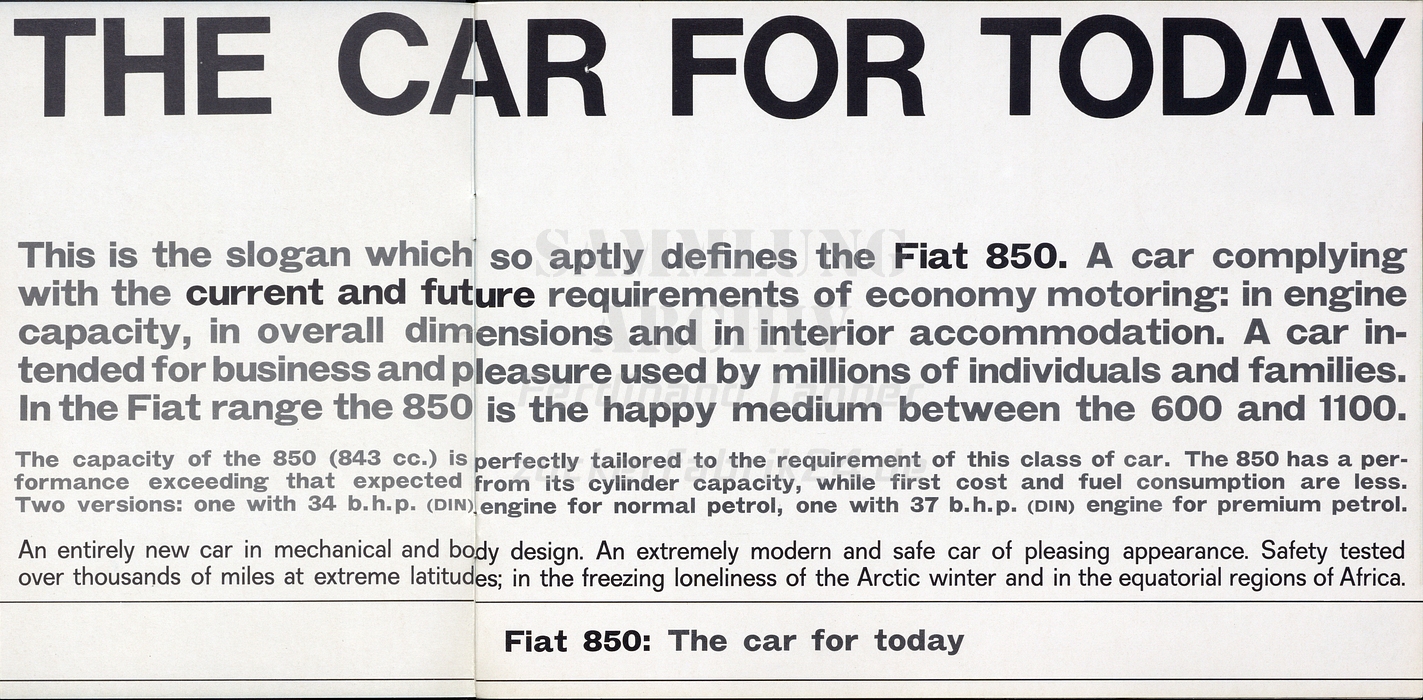 THE CAR FOR TODAY
This is the slogan which so aptly defines the Fiat 850. A car complying
with the current and future requirements of economy motoring: in engine
capacity, in overall dimensions and in interior accommodation. A car in-
tended for business and pleasure used by millions of individuals and families.
In the Fiat range the 850 is the happy medium between the 600 and 1100.
The capacity of the 850 (843 cc.) is perfectly tailored to the requirement of this class of car. The 850 has a per-
formance exceeding that expected from its cylinder capacity, while first cost and fuel consumption are less.
Two versions: one with 34 b.h.p. (DIN) engine for normal petrol, one with 37 b.h.p. (DIN) engine for premium petrol.
An entirely new car in mechanical and body design. An extremely modern and safe car of pleasing appearance. Safety tested
over thousands of miles at extreme latitudes; in the freezing loneliness of the Arctic winter and in the equatorial regions of Africa.
Fiat 850: The car for today
SAMMLUNG
ARCHIV
Ferdinand Lanner
zuckerfabrik24.de